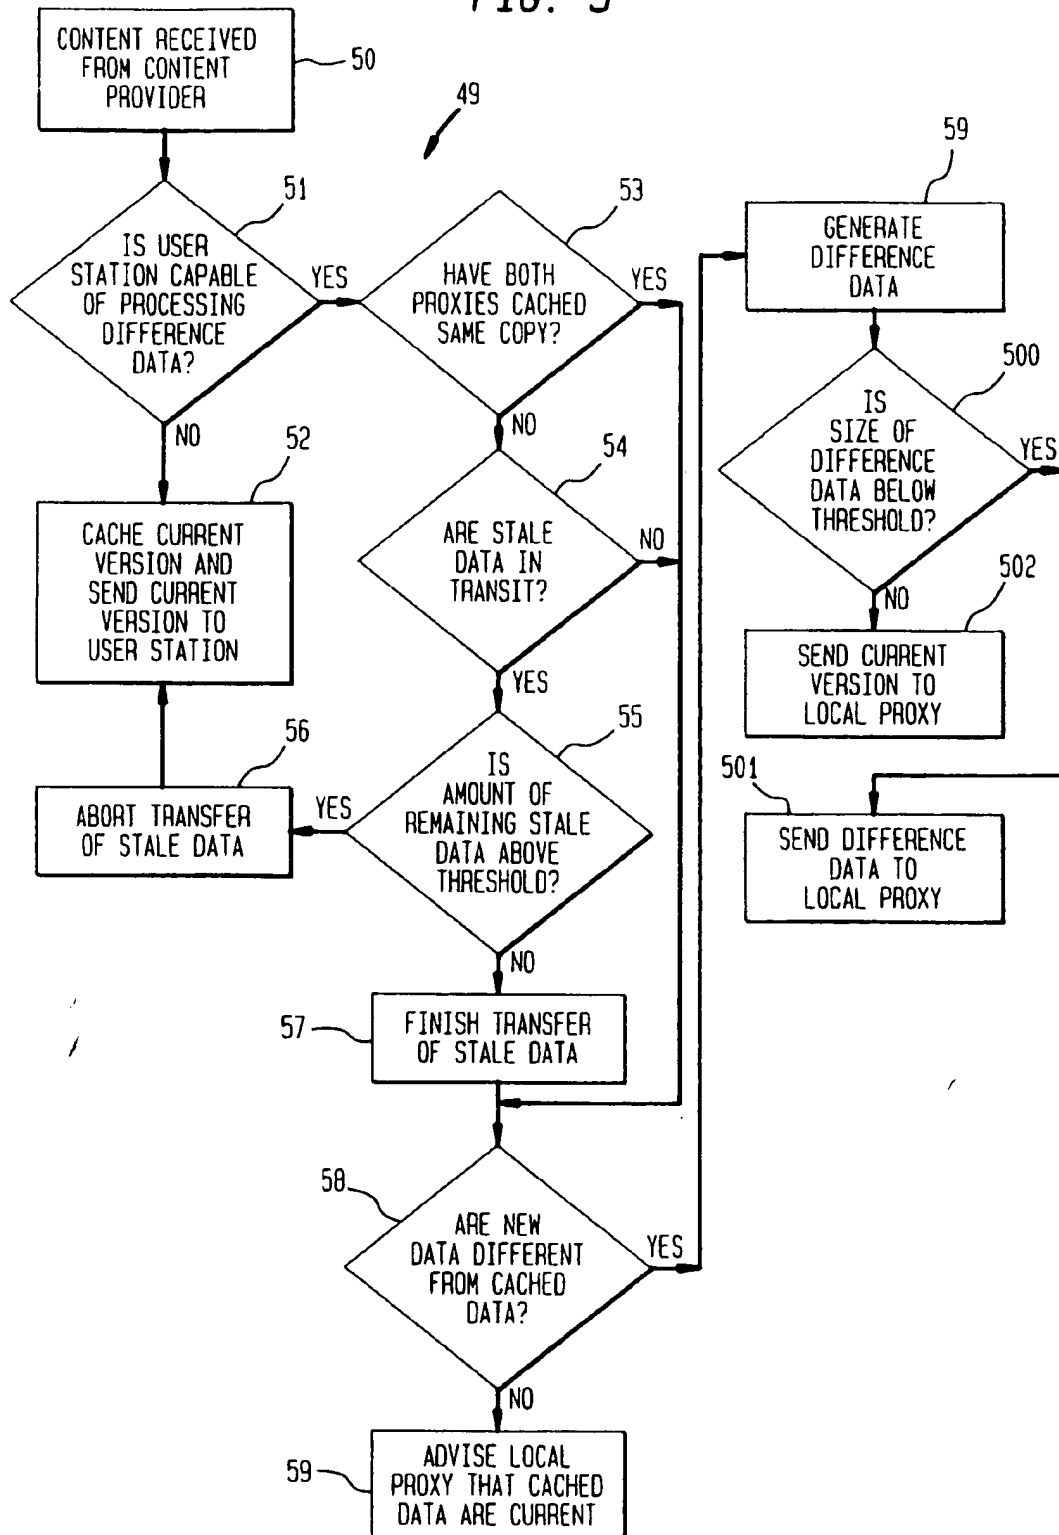 FIG. 5
CONTENT RECEIVED
FROM CONTENT
PROVIDER
50
49
51
IS USER
STATION CAPABLE
OF PROCESSING
DIFFERENCE
DATA?
YES
NO
53
HAVE BOTH
PROXIES CACHED
SAME COPY?
YES
NO
52
CACHE CURRENT
VERSION AND
SEND CURRENT
VERSION TO
USER STATION
54
ARE STALE
DATA IN
TRANSIT?
NO
YES
55
IS
AMOUNT OF
REMAINING STALE
DATA ABOVE
THRESHOLD?
YES
NO
56
ABORT TRANSFER
OF STALE DATA
57
FINISH TRANSFER
OF STALE DATA
58
ARE NEW
DATA DIFFERENT
FROM CACHED
DATA?
YES
NO
59
ADVISE LOCAL
PROXY THAT CACHED
DATA ARE CURRENT
59
GENERATE
DIFFERENCE
DATA
500
IS
SIZE OF
DIFFERENCE
DATA BELOW
THRESHOLD?
YES
NO
502
SEND CURRENT
VERSION TO
LOCAL PROXY
501
SEND DIFFERENCE
DATA TO
LOCAL PROXY